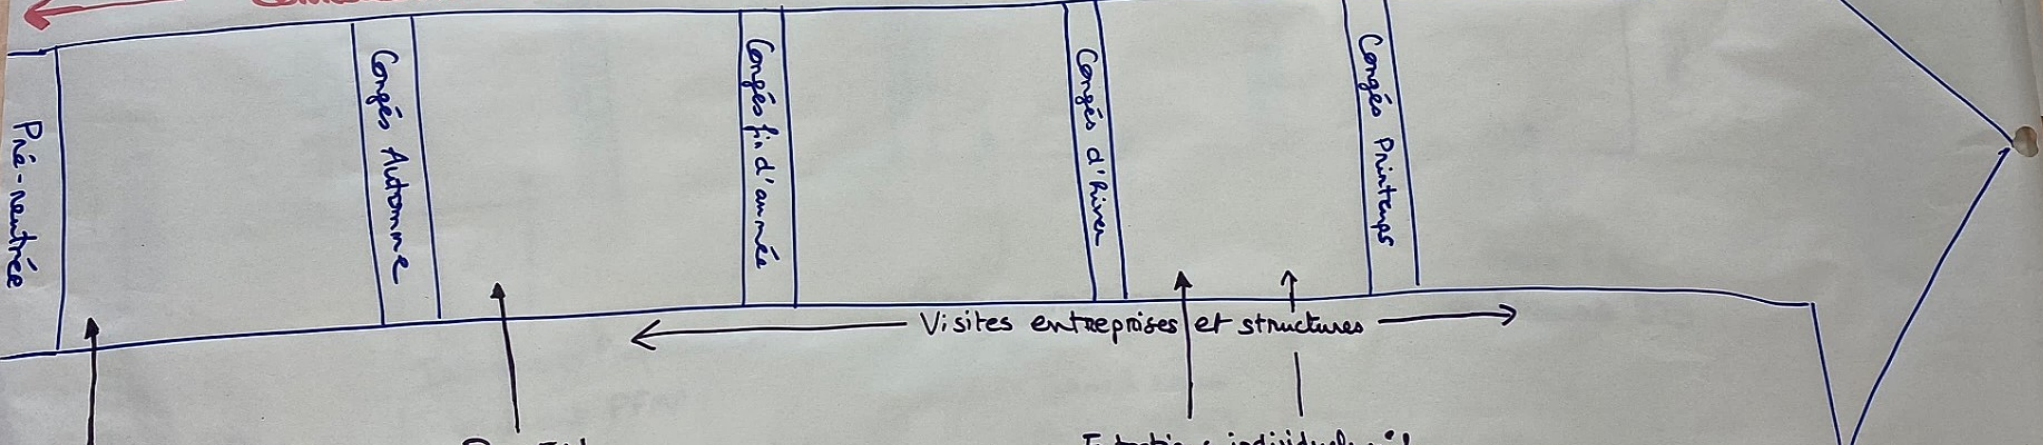 Pré-rentrée
Congés Automne
Congés fin d'année
Congés d'hiver
Congés Printemps
Visites entreprises et structures